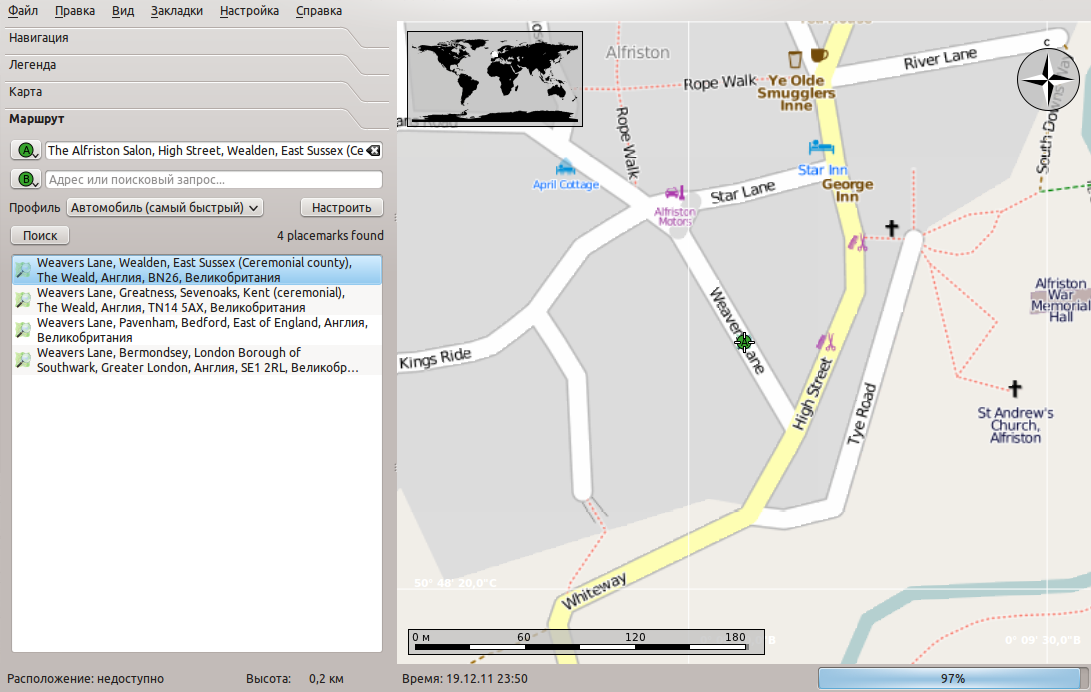 Файл Правка Вид Закладки Настройка Справка
Навигация
Легенда
Карта
Маршрут
A The Alfriston Salon, High Street, Wealden, East Sussex (Ce
B Адрес или поисковый запрос...
Профиль Автомобиль (самый быстрый) Настроить
Поиск 4 placemarks found
Weavers Lane, Wealden, East Sussex (Ceremonial county),
The Weald, Англия, BN26, Великобритания
Weavers Lane, Greatness, Sevenoaks, Kent (ceremonial),
The Weald, Англия, TN14 5AX, Великобритания
Weavers Lane, Pavenham, Bedford, East of England, Англия,
Великобритания
Weavers Lane, Bermondsey, London Borough of
Southwark, Greater London, Англия, SE1 2RL, Великобр...
Alfriston
River Lane
с
Rope Walk
Ye Olde
Smugglers
Inne
Rope Walk
South Downs Way
Star Inn
April Cottage
George
Inn
Star Lane
Alfriston
Motors
Alfriston
War
Memorial
Hall
Weavers Lane
Kings Ride
High Street
Tye Road
St Andrew's
Church,
Alfriston
50° 48' 20,0"С
Whiteway
0 м 60 120 180
0° 09' 30,0"В
Расположение: недоступно Высота: 0,2 км Время: 19.12.11 23:50 97%